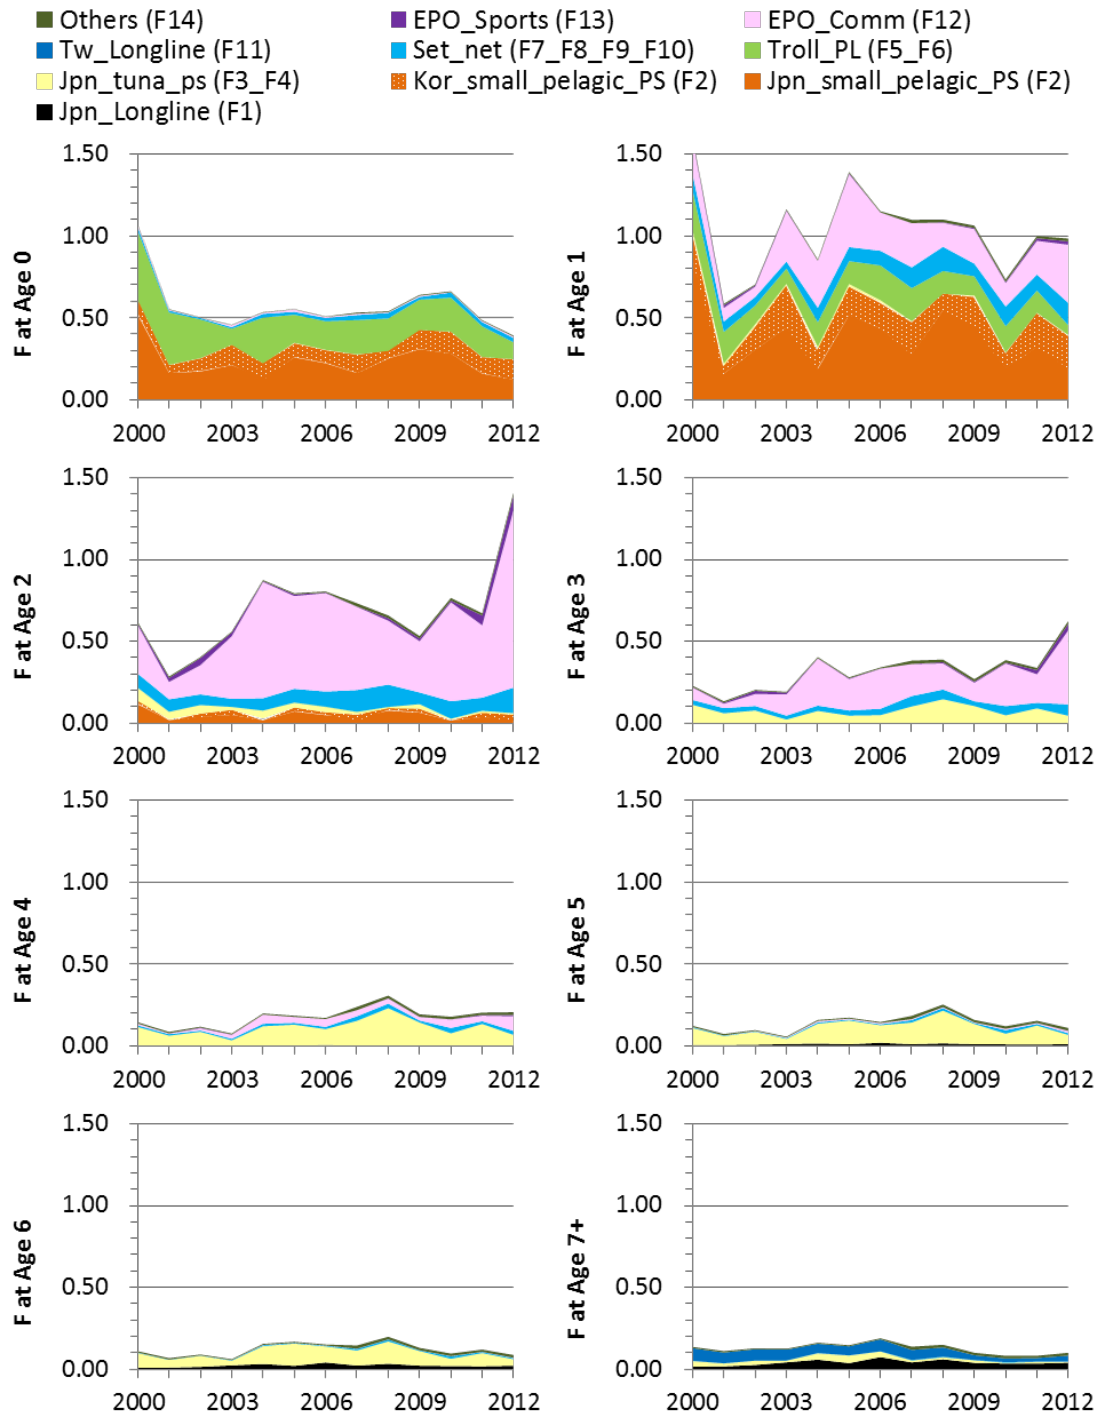 Others (F14) EPO_Sports (F13) EPO_Comm (F12)
Tw_Longline (F11) Set_net (F7_F8_F9_F10) Troll_PL (F5_F6)
Jpn_tuna_ps (F3_F4) Kor_small_pelagic_PS (F2) Jpn_small_pelagic_PS (F2)
Jpn_Longline (F1)
F at Age 0
1.50
1.00
0.50
0.00
2000 2003 2006 2009 2012
F at Age 1
1.50
1.00
0.50
0.00
2000 2003 2006 2009 2012
F at Age 2
1.50
1.00
0.50
0.00
2000 2003 2006 2009 2012
F at Age 3
1.50
1.00
0.50
0.00
2000 2003 2006 2009 2012
F at Age 4
1.50
1.00
0.50
0.00
2000 2003 2006 2009 2012
F at Age 5
1.50
1.00
0.50
0.00
2000 2003 2006 2009 2012
F at Age 6
1.50
1.00
0.50
0.00
2000 2003 2006 2009 2012
F at Age 7+
1.50
1.00
0.50
0.00
2000 2003 2006 2009 2012